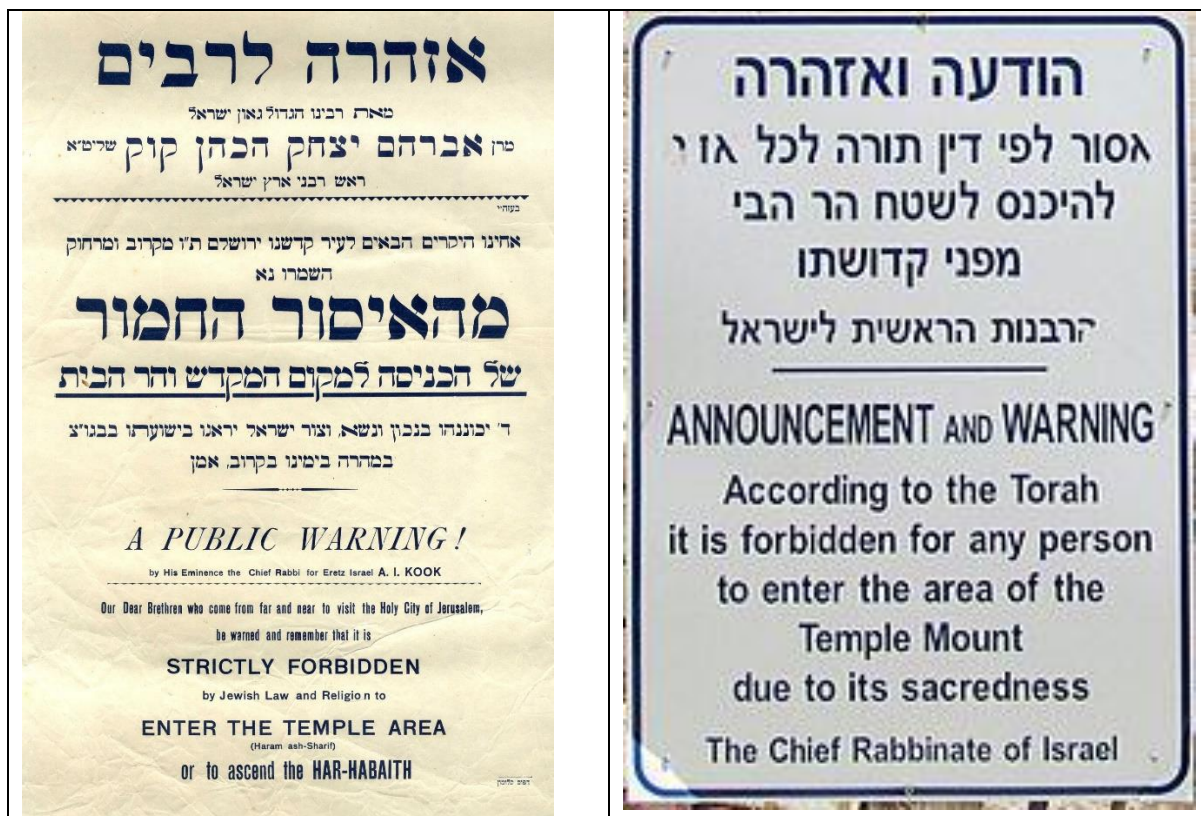 אזהרה לרבים
מאת רבינו הגדול גאון ישראל
מרן אברהם יצחק הכהן קוק שליט״א
ראש רבני ארץ ישראל
בעזה״י
אחינו היקרים הבאים לעיר קדשנו ירושלם ת״ו מקרוב ומרחוק
השמרו נא
מהאיסור החמור
של הכניסה למקום המקדש והר הבית
ד׳ יכוננהו בנכון ונשא, וצור ישראל יראנו בישועתו בבגו״צ
במהרה בימינו בקרוב, אמן
A PUBLIC WARNING!
by His Eminence the Chief Rabbi for Eretz Israel A. I. KOOK
Our Dear Brethren who come from far and near to visit the Holy City of Jerusalem,
be warned and remember that it is
STRICTLY FORBIDDEN
by Jewish Law and Religion to
ENTER THE TEMPLE AREA
(Haram ash-Sharif)
or to ascend the HAR-HABAITH
דפוס סלומון
הודעה ואזהרה
אסור לפי דין תורה לכל
להיכנס לשטח הר
מפני קדושתו
הרבנות הראשית לישראל
ANNOUNCEMENT AND WARNING
According to the Torah
it is forbidden for any person
to enter the area of the
Temple Mount
due to its sacredness
The Chief Rabbinate of Israel